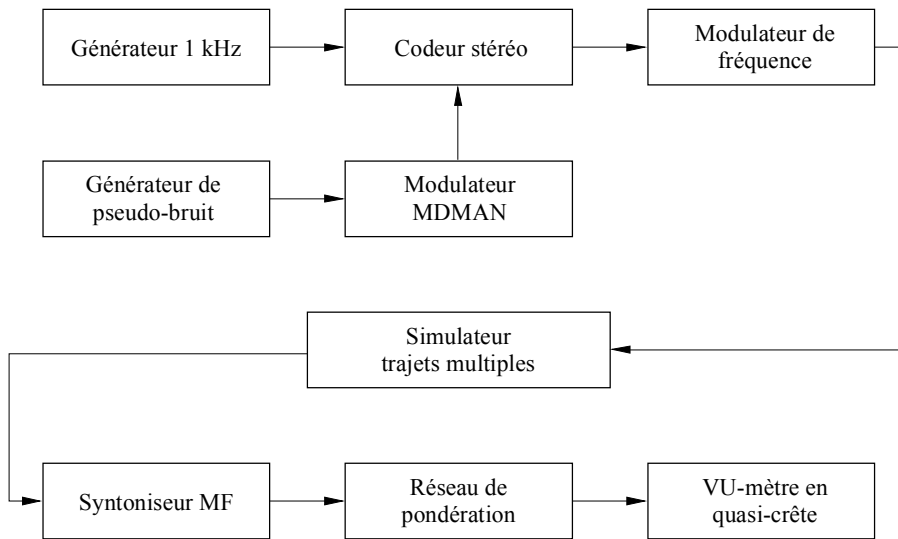 Générateur 1 kHz
Codeur stéréo
Modulateur de
fréquence
Générateur de
pseudo-bruit
Modulateur
MDMAN
Simulateur
trajets multiples
Syntoniseur MF
Réseau de
pondération
VU-mètre en
quasi-crête